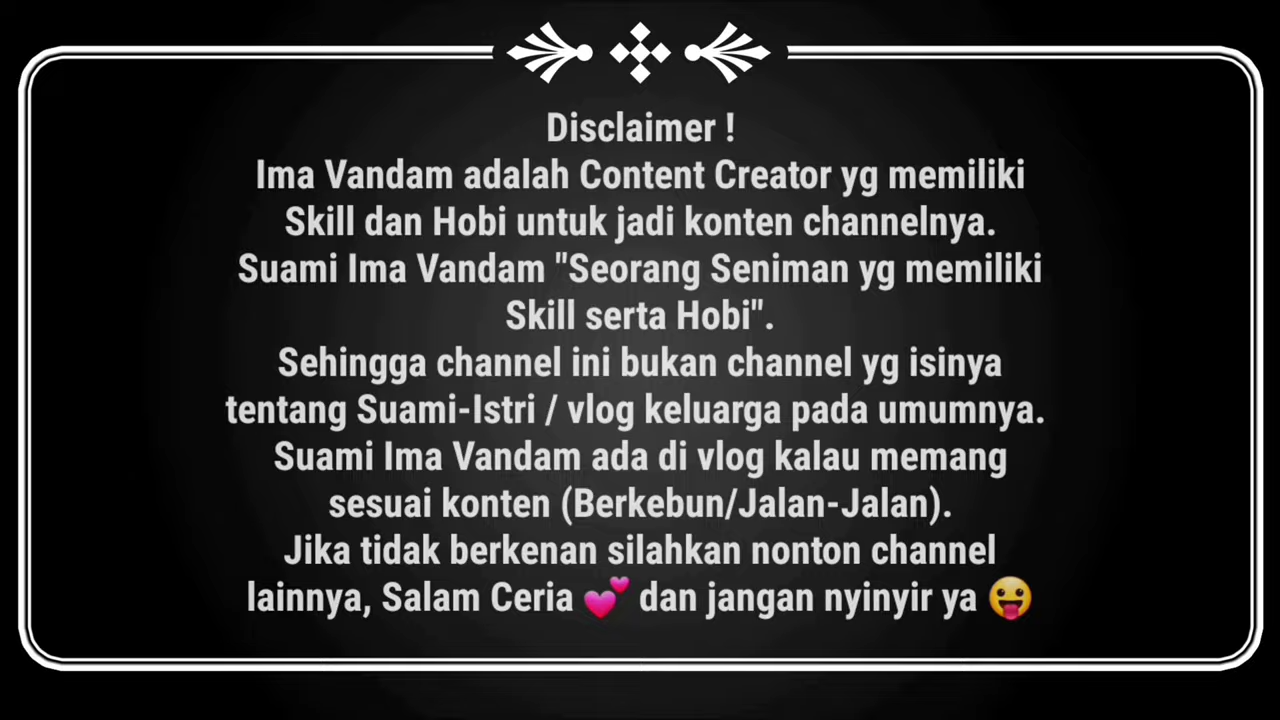 Disclaimer !
Ima Vandam adalah Content Creator yg memiliki
Skill dan Hobi untuk jadi konten channelnya.
Suami Ima Vandam "Seorang Seniman yg memiliki
Skill serta Hobi".
Sehingga channel ini bukan channel yg isinya
tentang Suami-Istri / vlog keluarga pada umumnya.
Suami Ima Vandam ada di vlog kalau memang
sesuai konten (Berkebun/Jalan-Jalan).
Jika tidak berkenan silahkan nonton channel
lainnya, Salam Ceria 💕 dan jangan nyinyir ya 😛